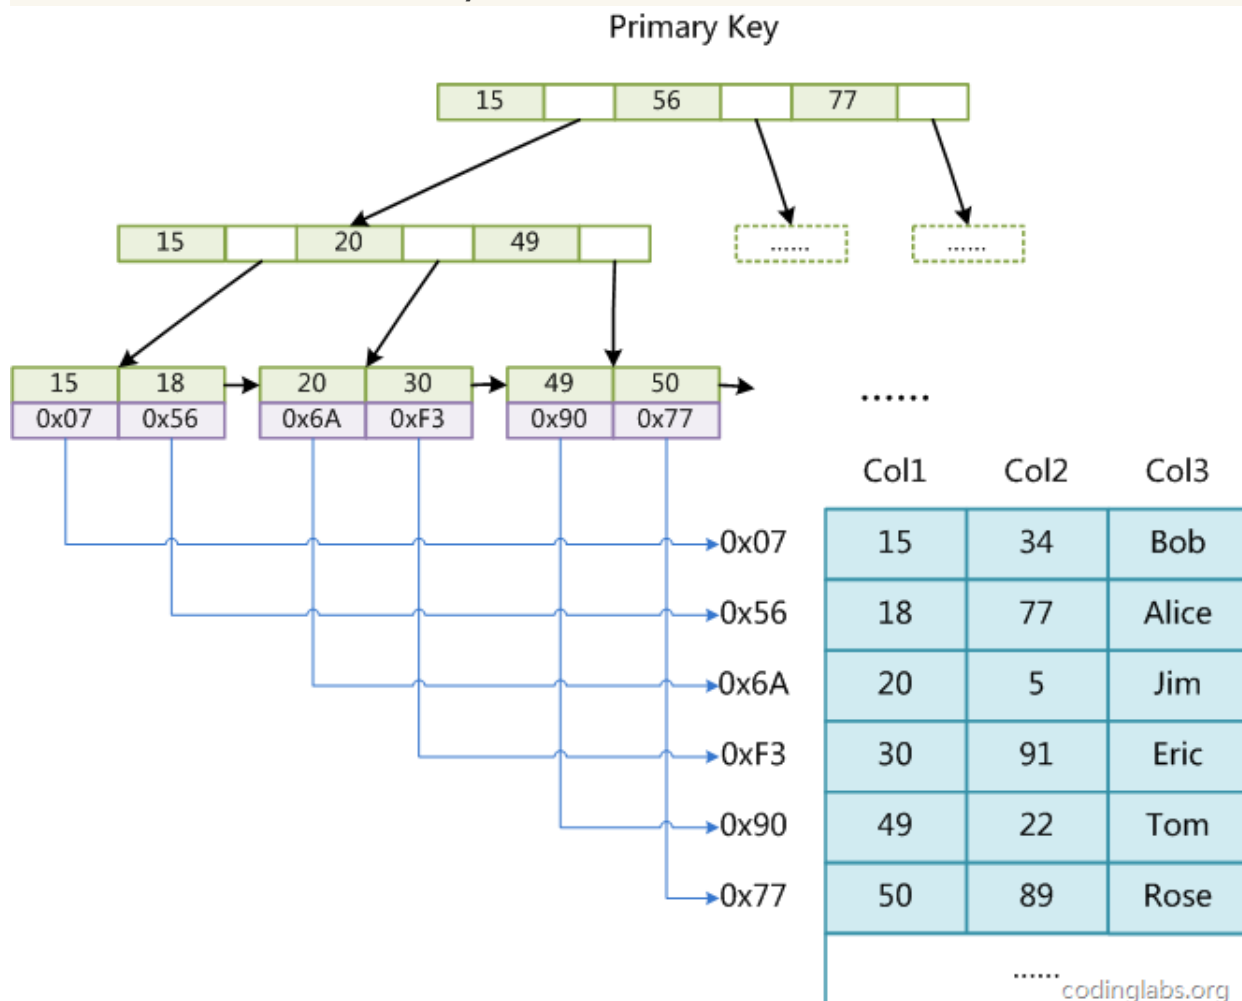 Primary Key
15 56 77
15 20 49
...... ......
15 18 20 30 49 50
0x07 0x56 0x6A 0xF3 0x90 0x77
......
Col1 Col2 Col3
0x07 15 34 Bob
0x56 18 77 Alice
0x6A 20 5 Jim
0xF3 30 91 Eric
0x90 49 22 Tom
0x77 50 89 Rose
......
codinglabs.org